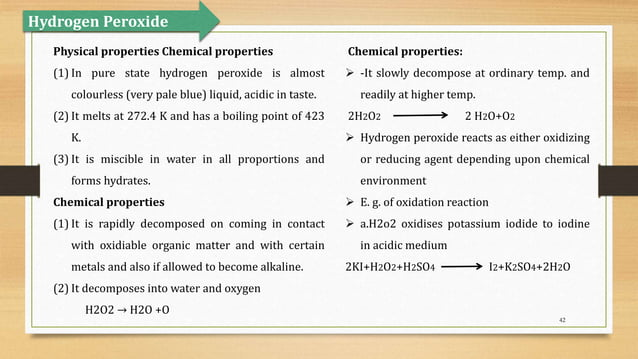 Hydrogen Peroxide
Physical properties Chemical properties
(1) In pure state hydrogen peroxide is almost
colourless (very pale blue) liquid, acidic in taste.
(2) It melts at 272.4 K and has a boiling point of 423
K.
(3) It is miscible in water in all proportions and
forms hydrates.
Chemical properties
(1) It is rapidly decomposed on coming in contact
with oxidiable organic matter and with certain
metals and also if allowed to become alkaline.
(2) It decomposes into water and oxygen
H2O2 → H2O +O
Chemical properties:
➢ -It slowly decompose at ordinary temp. and
readily at higher temp.
2H2O2 ⟶ 2 H2O+O2
➢ Hydrogen peroxide reacts as either oxidizing
or reducing agent depending upon chemical
environment
➢ E. g. of oxidation reaction
➢ a.H2o2 oxidises potassium iodide to iodine
in acidic medium
2KI+H2O2+H2SO4 ⟶ I2+K2SO4+2H2O
42